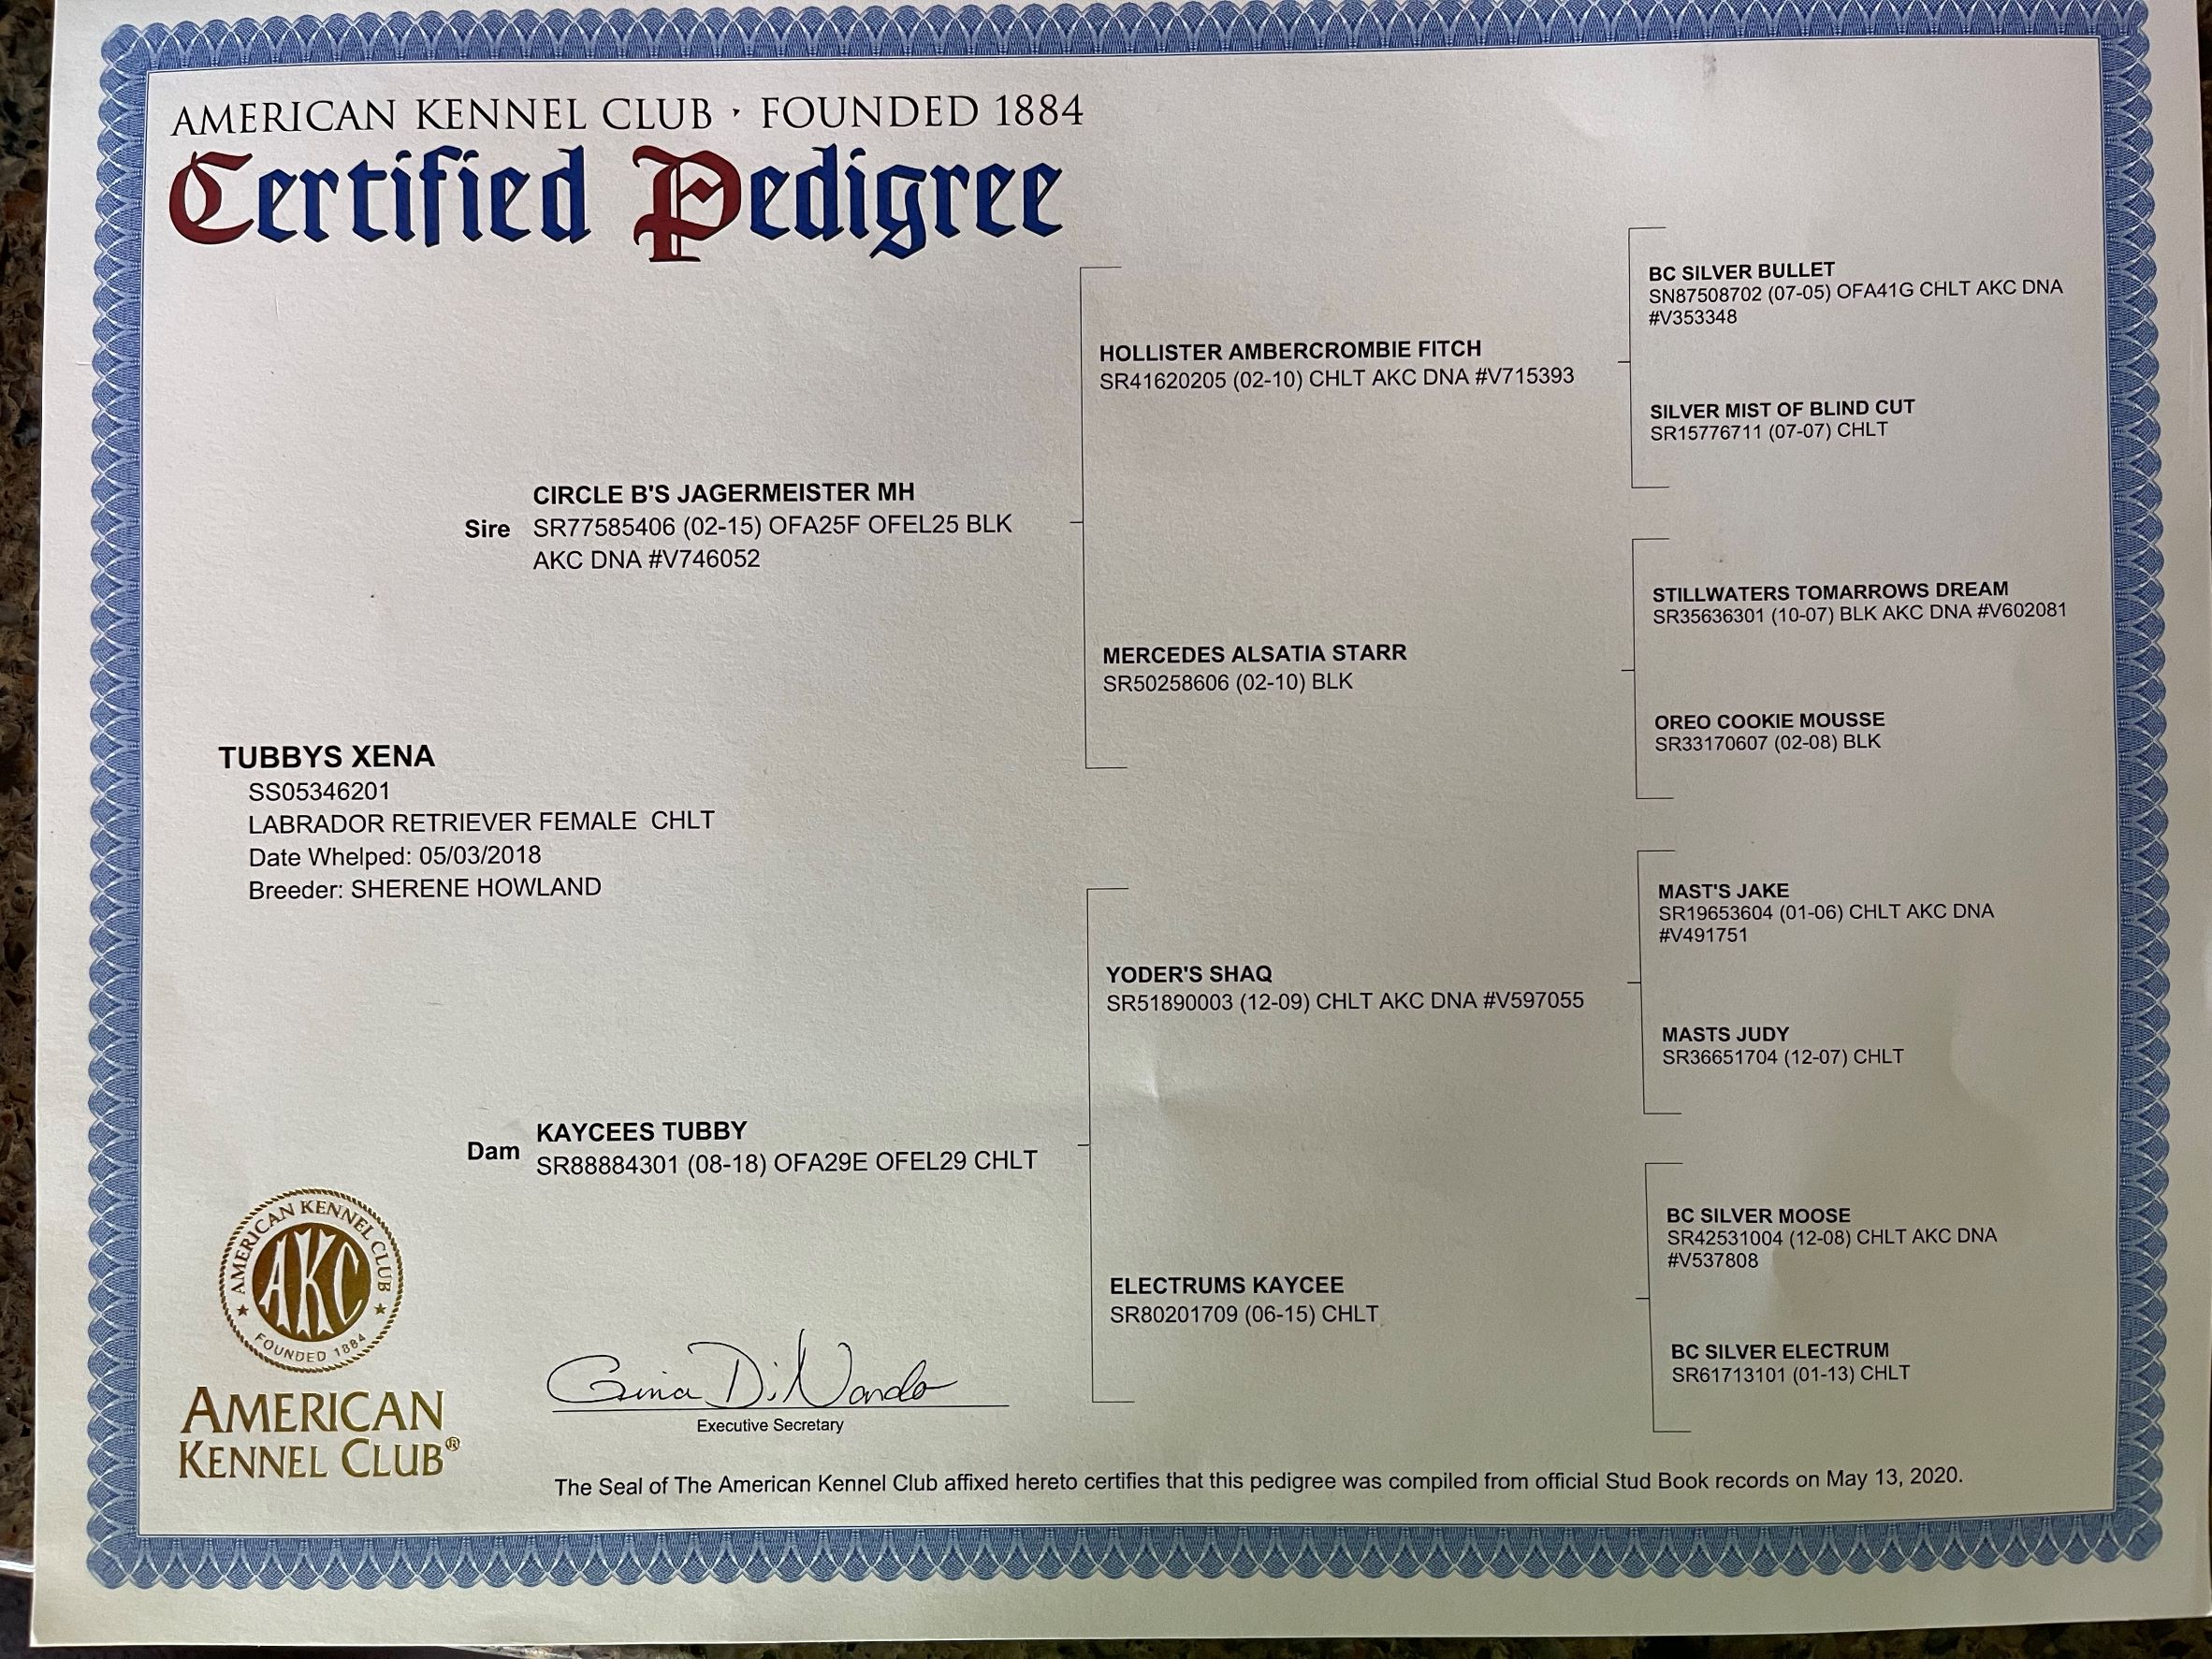 AMERICAN KENNEL CLUB · FOUNDED 1884
Certified Pedigree
BC SILVER BULLET
SN87508702 (07-05) OFA41G CHLT AKC DNA
#V353348
HOLLISTER AMBERCROMBIE FITCH
SR41620205 (02-10) CHLT AKC DNA #V715393
SILVER MIST OF BLIND CUT
SR15776711 (07-07) CHLT
CIRCLE B'S JAGERMEISTER MH
Sire SR77585406 (02-15) OFA25F OFEL25 BLK
AKC DNA #V746052
STILLWATERS TOMARROWS DREAM
SR35636301 (10-07) BLK AKC DNA #V602081
MERCEDES ALSATIA STARR
SR50258606 (02-10) BLK
OREO COOKIE MOUSSE
SR33170607 (02-08) BLK
TUBBYS XENA
SS05346201
LABRADOR RETRIEVER FEMALE CHLT
Date Whelped: 05/03/2018
Breeder: SHERENE HOWLAND
MAST'S JAKE
SR19653604 (01-06) CHLT AKC DNA
#V491751
YODER'S SHAQ
SR51890003 (12-09) CHLT AKC DNA #V597055
MASTS JUDY
SR36651704 (12-07) CHLT
KAYCEES TUBBY
Dam SR88884301 (08-18) OFA29E OFEL29 CHLT
BC SILVER MOOSE
SR42531004 (12-08) CHLT AKC DNA
#V537808
ELECTRUMS KAYCEE
SR80201709 (06-15) CHLT
BC SILVER ELECTRUM
SR61713101 (01-13) CHLT
AMERICAN KENNEL CLUB
AKC
FOUNDED 1884
AMERICAN
KENNEL CLUB®
Gina DiNardo
Executive Secretary
The Seal of The American Kennel Club affixed hereto certifies that this pedigree was compiled from official Stud Book records on May 13, 2020.